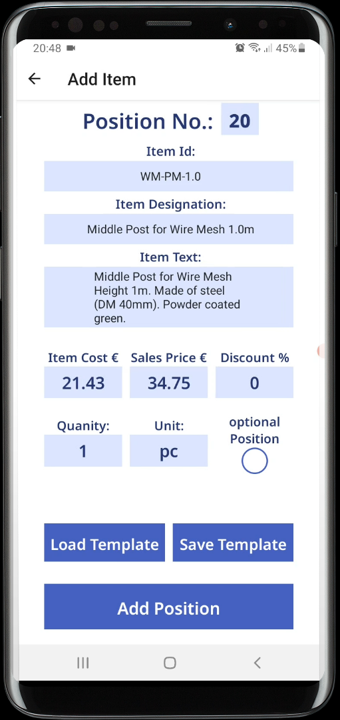 20:48 45%
Add Item
Position No.: 20
Item Id:
WM-PM-1.0
Item Designation:
Middle Post for Wire Mesh 1.0m
Item Text:
Middle Post for Wire Mesh
Height 1m. Made of steel
(DM 40mm). Powder coated
green.
Item Cost € Sales Price € Discount %
21.43 34.75 0
Quanity: Unit: optional
Position
1 pc
Load Template Save Template
Add Position